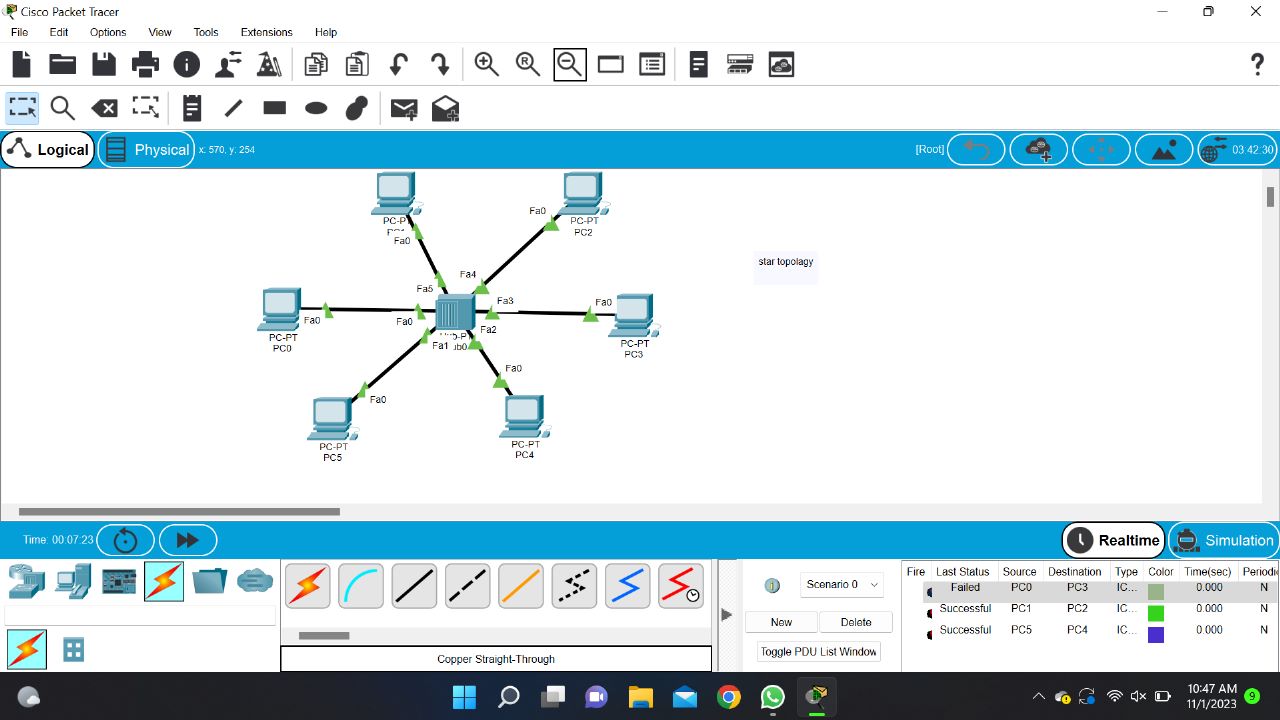 Cisco Packet Tracer
File Edit Options View Tools Extensions Help
Logical Physical x: 570, y: 254 [Root] 03:42:30
PC-PT
Fa0
Fa0
PC-PT
PC2
star topolagy
Fa5
Fa4
Fa0
PC-PT
PC0
Fa0
Fa3
Fa0
PC-PT
PC3
Fa1
Fa2
Fa0
PC-PT
PC5
Fa0
PC-PT
PC4
Time: 00:07:23 Realtime Simulation
Scenario 0
New Delete
Toggle PDU List Window
Copper Straight-Through
Fire Last Status Source Destination Type Color Time(sec) Periodic
Failed PC0 PC3 IC... 0.000 N
Successful PC1 PC2 IC... 0.000 N
Successful PC5 PC4 IC... 0.000 N
10:47 AM
11/1/2023
9